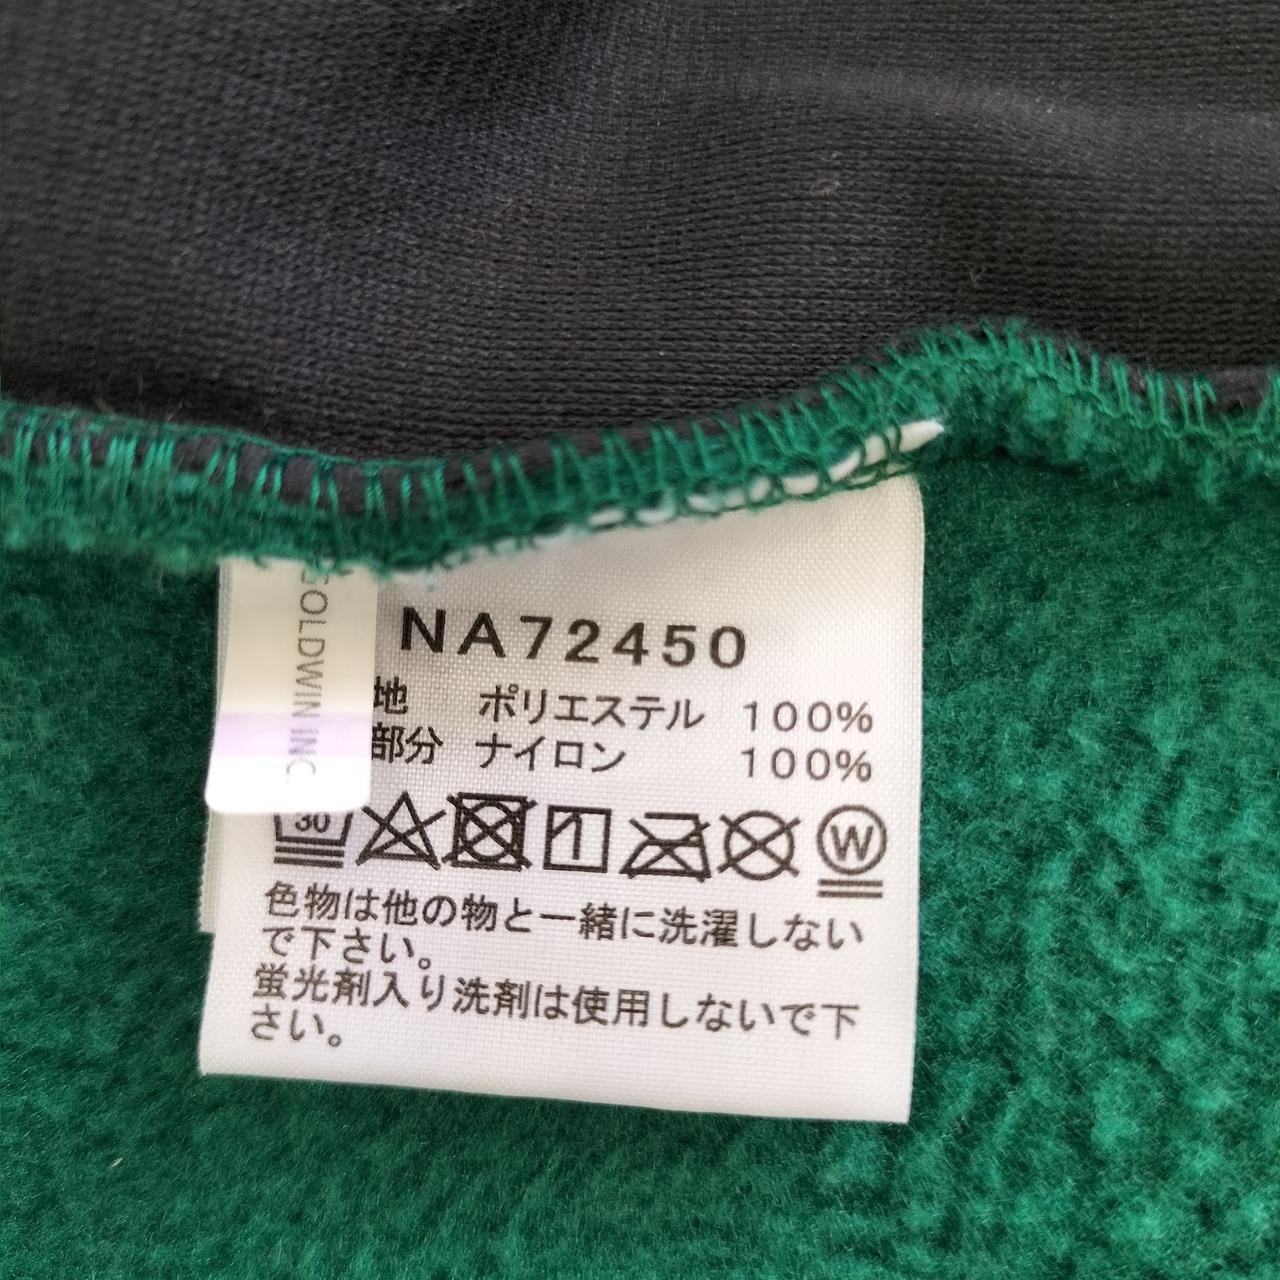 GOLDWIN INC.
NA72450
地 ポリエステル 100%
部分 ナイロン 100%
30
W
色物は他の物と一緒に洗濯しない
で下さい。
蛍光剤入り洗剤は使用しないで下
さい。